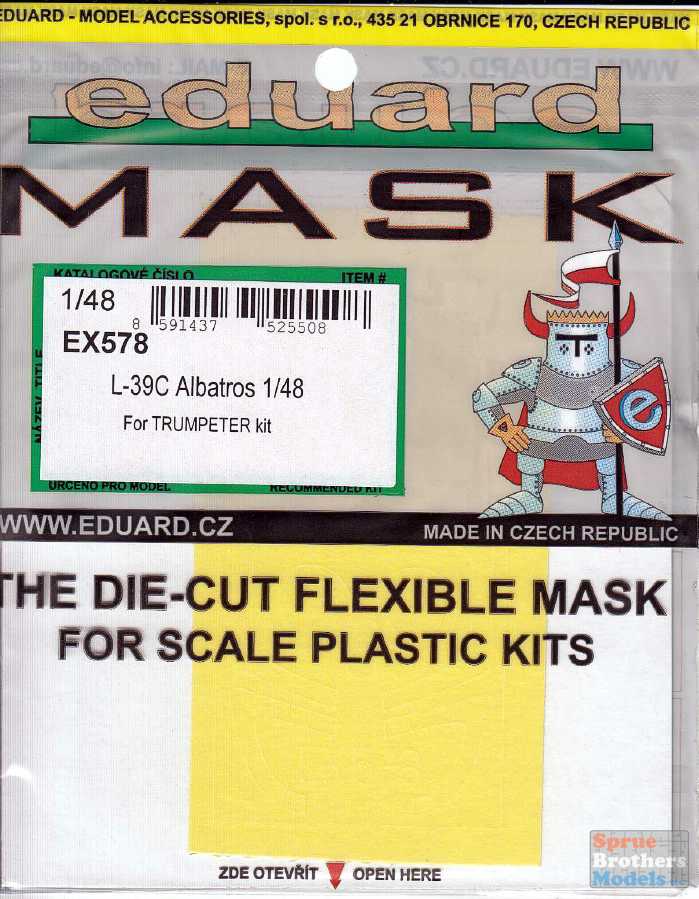 EDUARD - MODEL ACCESSORIES, spol. s r.o., 435 21 OBRNICE 170, CZECH REPUBLIC
WWW.EDUARD.CZ
eduard
MASK
KATALOGOVÉ ČÍSLO ITEM #
1/48
8 591437 525508
EX578
L-39C Albatros 1/48
For TRUMPETER kit
NÁZEV, TITLE
URČENO PRO MODEL RECOMMENDED KIT
e
WWW.EDUARD.CZ MADE IN CZECH REPUBLIC
THE DIE-CUT FLEXIBLE MASK
FOR SCALE PLASTIC KITS
ZDE OTEVŘÍT OPEN HERE
Sprue
Brothers
Models